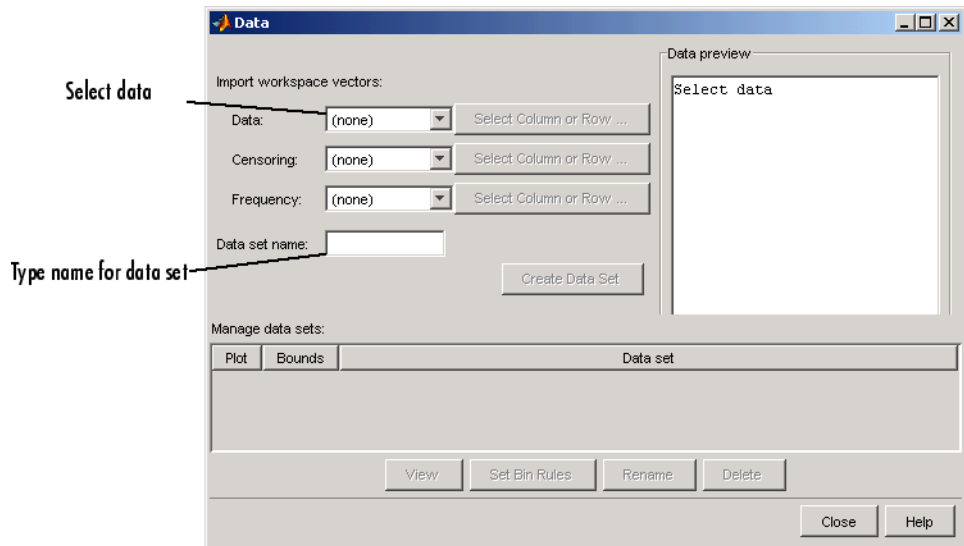 Data
Data preview
Import workspace vectors:
Select data
Select data
Data:
(none)
Select Column or Row ...
Censoring:
(none)
Select Column or Row ...
Frequency:
(none)
Select Column or Row ...
Data set name:
Type name for data set
Create Data Set
Manage data sets:
Plot
Bounds
Data set
View
Set Bin Rules
Rename
Delete
Close
Help